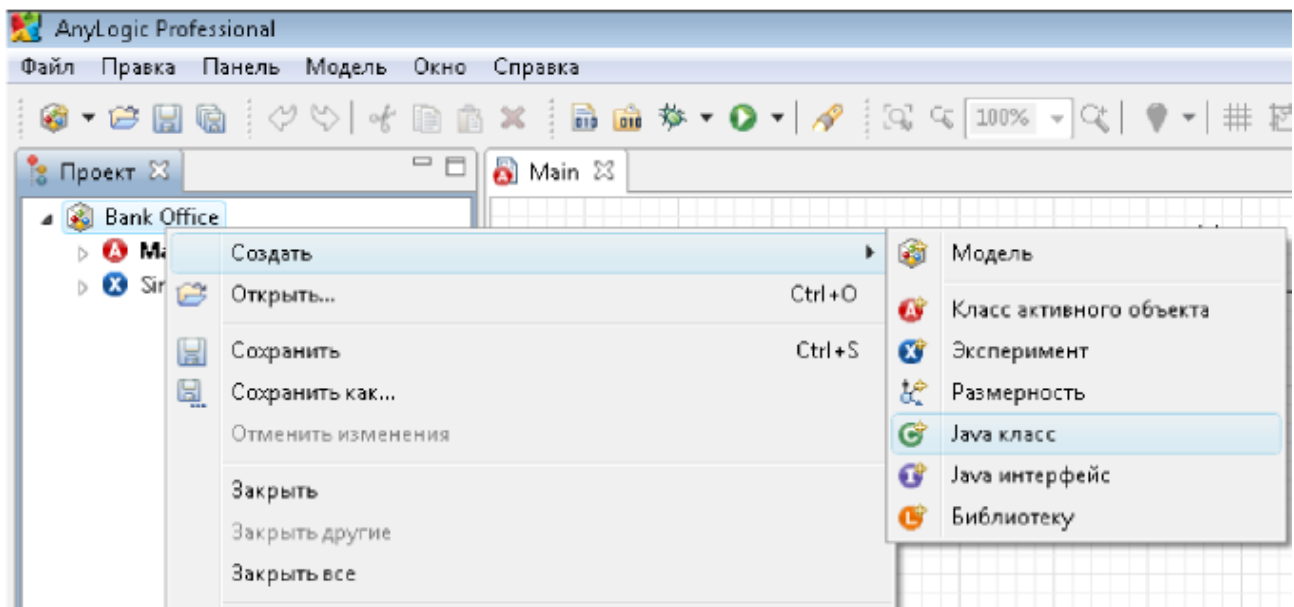 AnyLogic Professional
Файл Правка Панель Модель Окно Справка
100%
Проект
Main
Bank Office
Создать
Открыть... Ctrl+O
Сохранить Ctrl+S
Сохранить как...
Отменить изменения
Закрыть
Закрыть другие
Закрыть все
Модель
Класс активного объекта
Эксперимент
Размерность
Java класс
Java интерфейс
Библиотеку